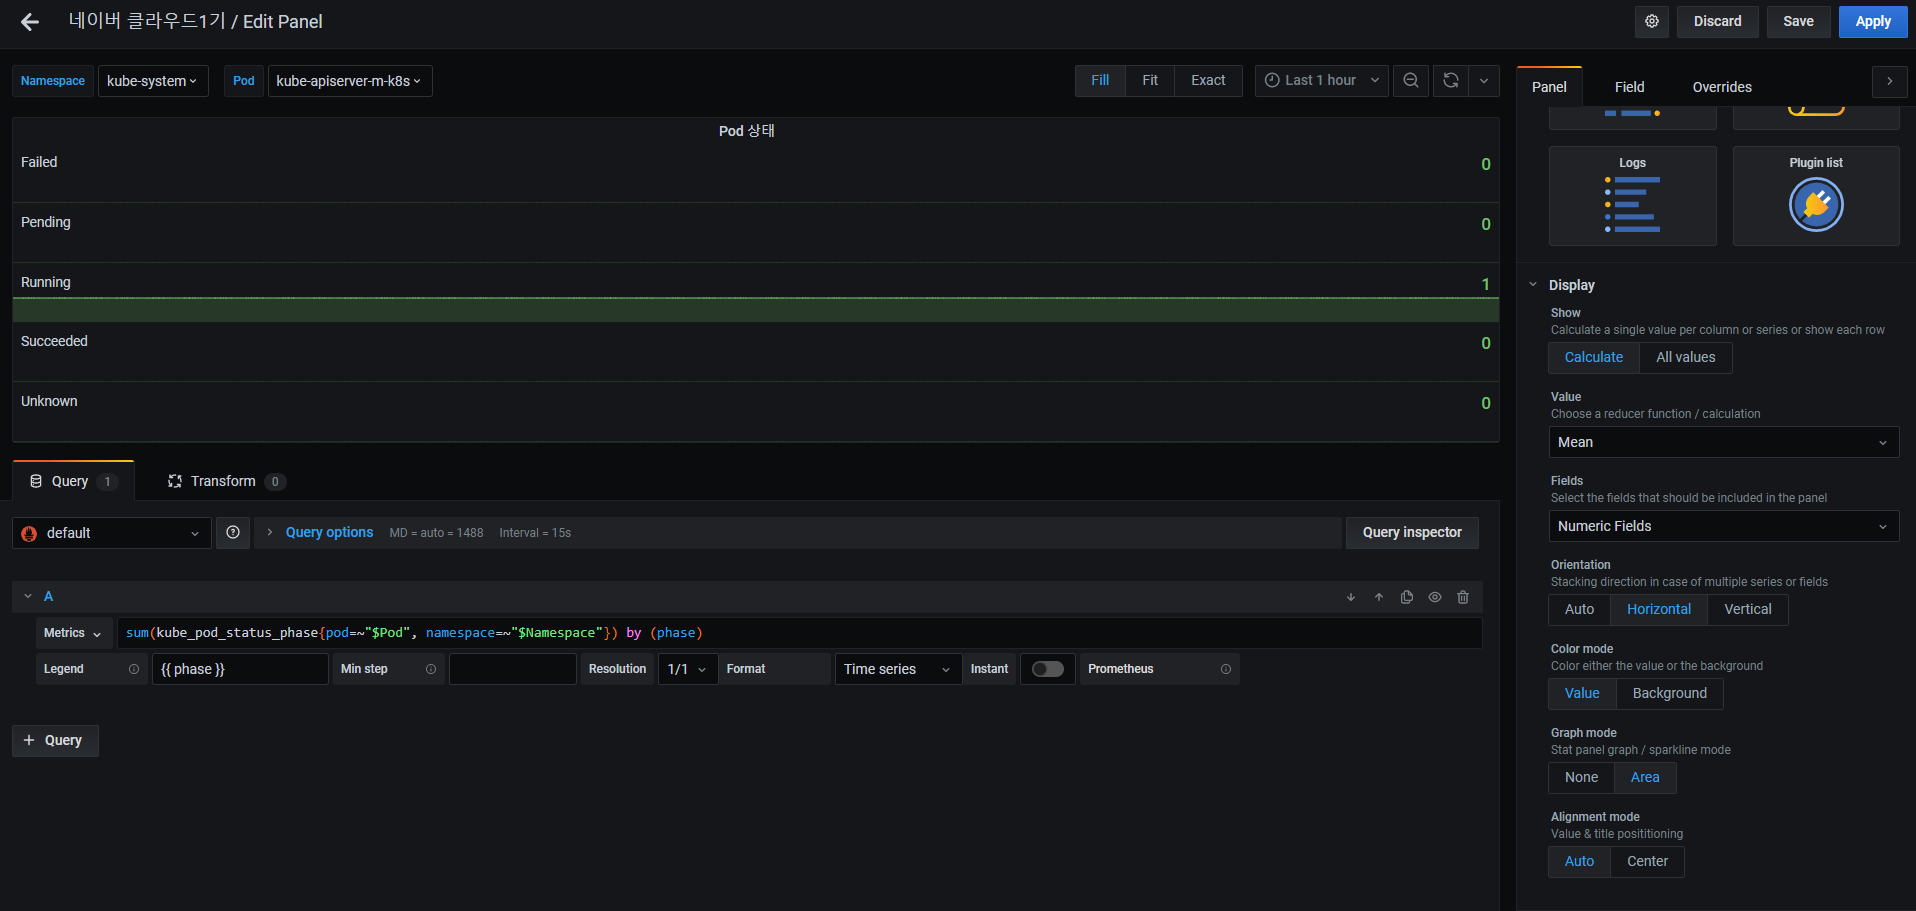 네이버 클라우드1기 / Edit Panel
Discard
Save
Apply
Namespace
kube-system
Pod
kube-apiserver-m-k8s
Fill
Fit
Exact
Last 1 hour
Pod 상태
Failed
0
Pending
0
Running
1
Succeeded
0
Unknown
0
Query
1
Transform
0
default
Query options
MD = auto = 1488
Interval = 15s
Query inspector
A
Metrics
sum(kube_pod_status_phase{pod=~"$Pod", namespace=~"$Namespace"}) by (phase)
Legend
{{ phase }}
Min step
Resolution
1/1
Format
Time series
Instant
Prometheus
+ Query
Panel
Field
Overrides
Logs
Plugin list
Display
Show
Calculate a single value per column or series or show each row
Calculate
All values
Value
Choose a reducer function / calculation
Mean
Fields
Select the fields that should be included in the panel
Numeric Fields
Orientation
Stacking direction in case of multiple series or fields
Auto
Horizontal
Vertical
Color mode
Color either the value or the background
Value
Background
Graph mode
Stat panel graph / sparkline mode
None
Area
Alignment mode
Value & title posititioning
Auto
Center